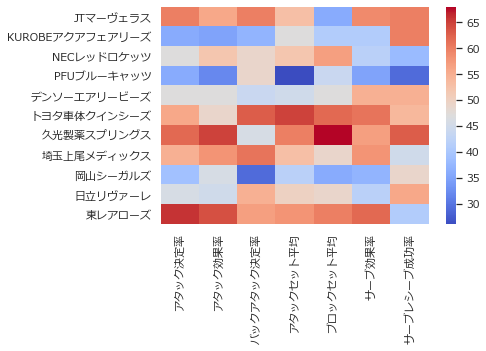 JTマーヴェラス
KUROBEアクアフェアリーズ
NECレッドロケッツ
PFUブルーキャッツ
デンソーエアリービーズ
トヨタ車体クインシーズ
久光製薬スプリングス
埼玉上尾メディックス
岡山シーガルズ
日立リヴァーレ
東レアローズ
アタック決定率
アタック効果率
バックアタック決定率
アタックセット平均
ブロックセット平均
サーブ効果率
サーブレシーブ成功率
65
60
55
50
45
40
35
30